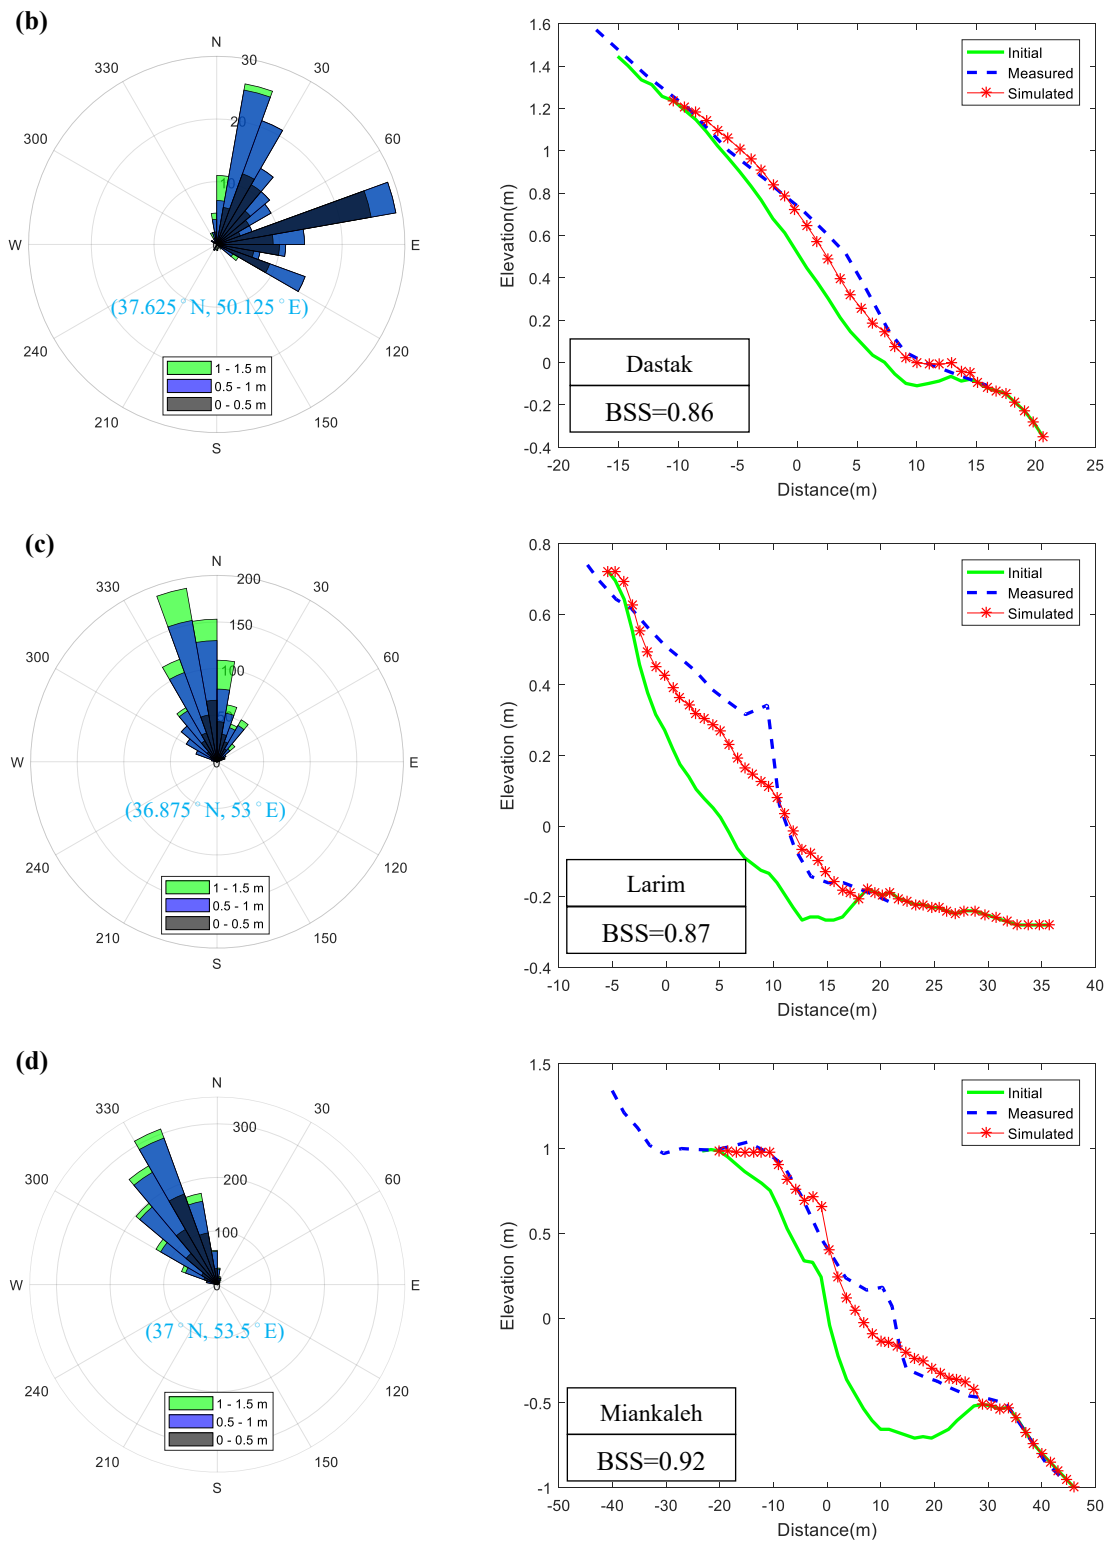 (b)
N
30
30
330
20
60
300
10
W
E
(37.625°N, 50.125°E)
240
120
1 - 1.5 m
0.5 - 1 m
0 - 0.5 m
210
150
S
1.6
1.4
1.2
1
0.8
0.6
0.4
0.2
0
-0.2
-0.4
Elevation(m)
Initial
Measured
Simulated
Dastak
BSS=0.86
-20
-15
-10
-5
0
5
10
15
20
25
Distance(m)
(c)
N
200
330
30
150
300
60
100
W
0
E
(36.875°N, 53°E)
240
120
1 - 1.5 m
0.5 - 1 m
0 - 0.5 m
210
150
S
0.8
0.6
0.4
0.2
0
-0.2
-0.4
Elevation (m)
Initial
Measured
Simulated
Larim
BSS=0.87
-10
-5
0
5
10
15
20
25
30
35
40
Distance(m)
(d)
N
330
30
300
300
60
200
100
W
0
E
(37°N, 53.5°E)
240
120
1 - 1.5 m
0.5 - 1 m
0 - 0.5 m
210
150
S
1.5
1
0.5
0
-0.5
-1
Elevation (m)
Initial
Measured
Simulated
Miankaleh
BSS=0.92
-50
-40
-30
-20
-10
0
10
20
30
40
50
Distance(m)